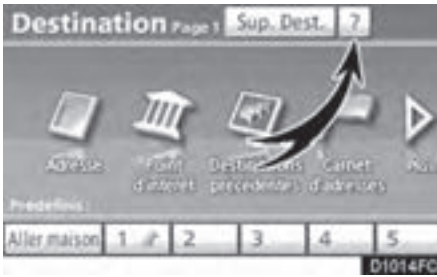 Destination Page 1 Sup. Dest. ?
Adresse Point d'intérêt Destinations précédentes Carnet d'adresses Plus
Prédéfinis:
Aller maison 1 2 3 4 5
D1014FC